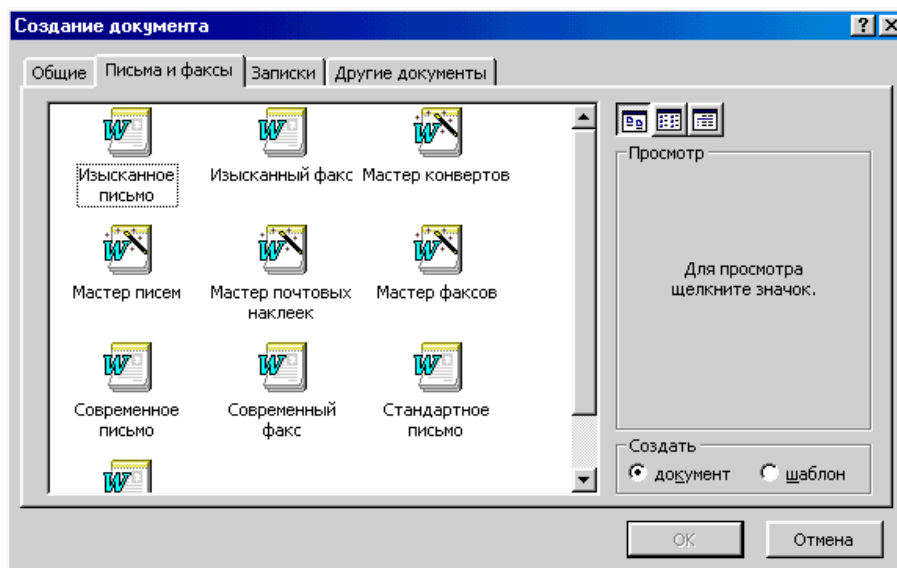 Создание документа
Общие
Письма и факсы
Записки
Другие документы
Изысканное
письмо
Изысканный факс
Мастер конвертов
Мастер писем
Мастер почтовых
наклеек
Мастер факсов
Современное
письмо
Современный
факс
Стандартное
письмо
Просмотр
Для просмотра
щелкните значок.
Создать
документ
шаблон
ОК
Отмена